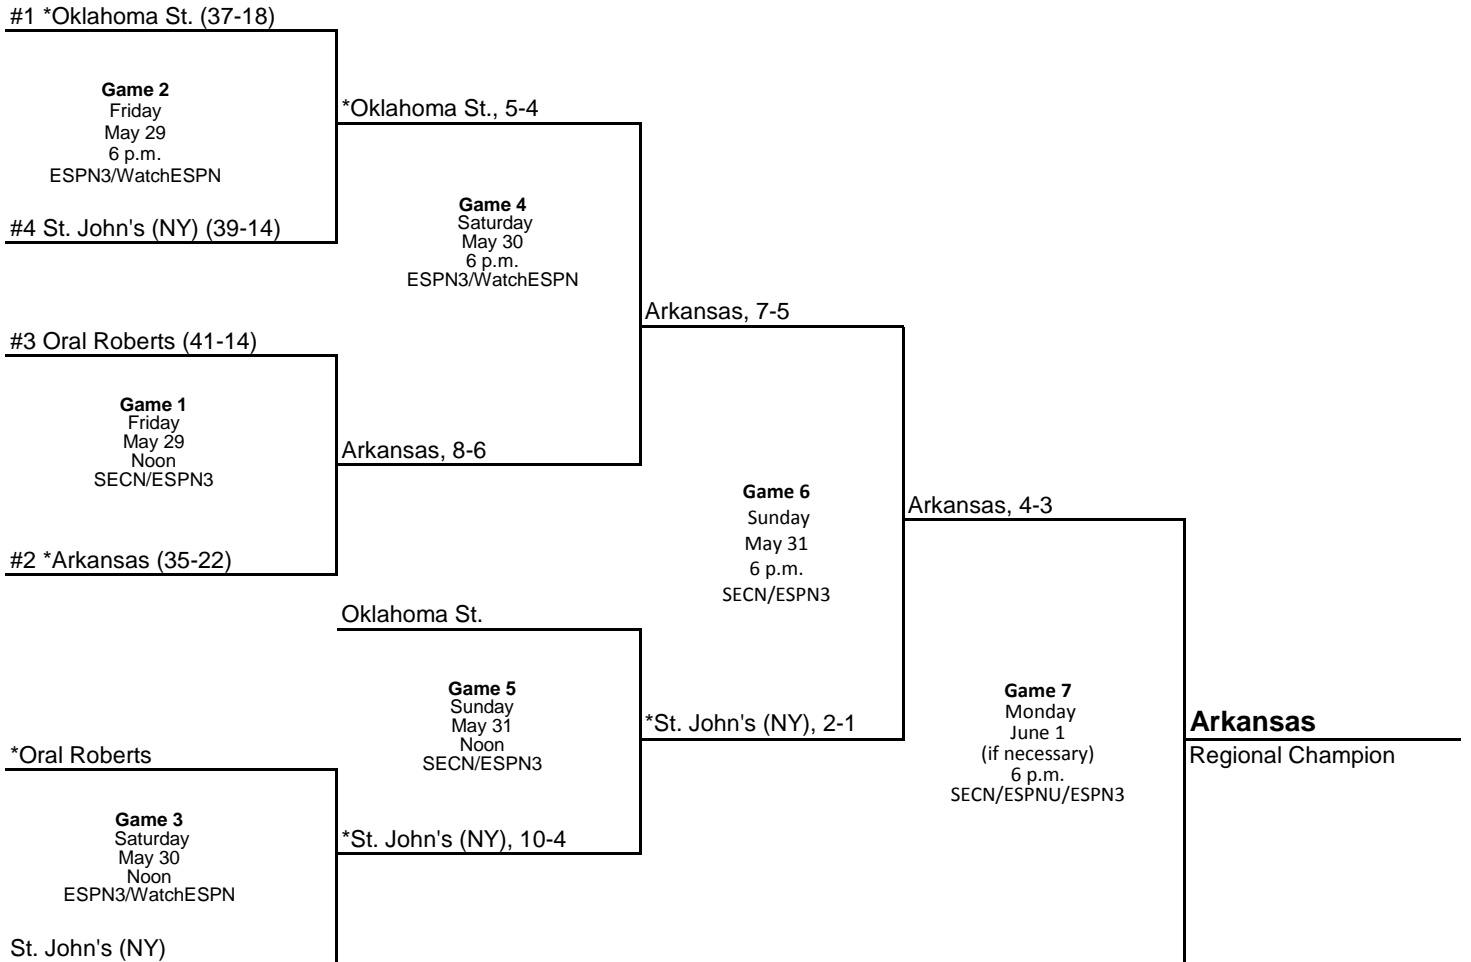 #1 *Oklahoma St. (37-18)
Game 2
Friday
May 29
6 p.m.
ESPN3/WatchESPN
#4 St. John's (NY) (39-14)
*Oklahoma St., 5-4
Game 4
Saturday
May 30
6 p.m.
ESPN3/WatchESPN
#3 Oral Roberts (41-14)
Game 1
Friday
May 29
Noon
SECN/ESPN3
#2 *Arkansas (35-22)
Arkansas, 8-6
Arkansas, 7-5
Game 6
Sunday
May 31
6 p.m.
SECN/ESPN3
Arkansas, 4-3
Oklahoma St.
Game 5
Sunday
May 31
Noon
SECN/ESPN3
*St. John's (NY), 2-1
*Oral Roberts
Game 3
Saturday
May 30
Noon
ESPN3/WatchESPN
St. John's (NY)
*St. John's (NY), 10-4
Game 7
Monday
June 1
(if necessary)
6 p.m.
SECN/ESPNU/ESPN3
Arkansas
Regional Champion